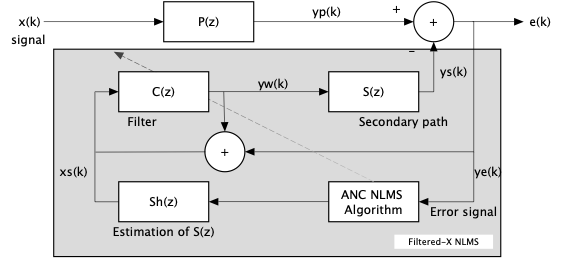 x(k)
signal
P(z)
yp(k)
+
+
e(k)
–
ys(k)
C(z)
yw(k)
S(z)
Filter
Secondary path
+
xs(k)
ye(k)
Sh(z)
ANC NLMS
Algorithm
Error signal
Estimation of S(z)
Filtered-X NLMS